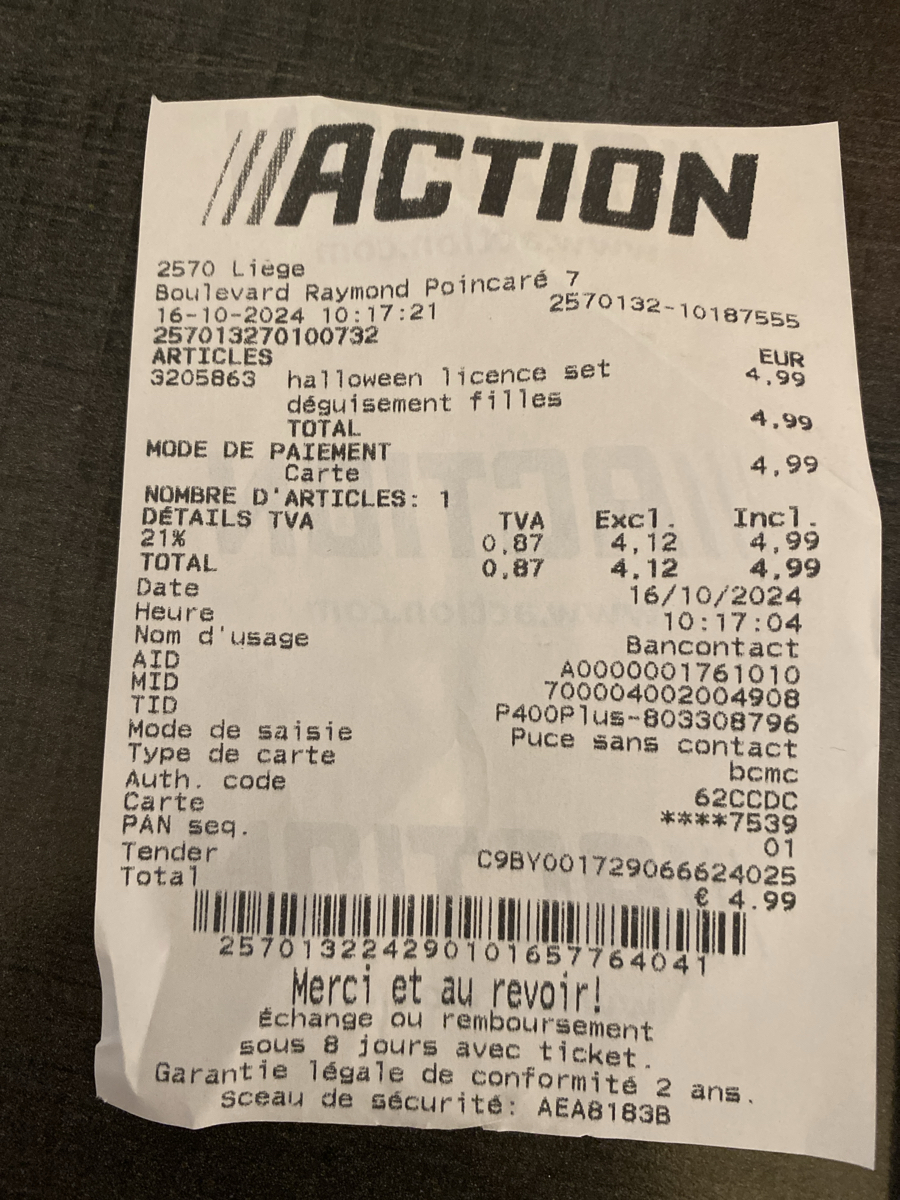 ACTION
2570 Liège
Boulevard Raymond Poincaré 7
16-10-2024 10:17:21 2570132-10187555
257013270100732
ARTICLES EUR
3205863 halloween licence set 4,99
déguisement filles
TOTAL 4,99
MODE DE PAIEMENT
Carte 4,99
NOMBRE D'ARTICLES: 1
DÉTAILS TVA TVA Excl. Incl.
21% 0,87 4,12 4,99
TOTAL 0,87 4,12 4,99
Date 16/10/2024
Heure 10:17:04
Nom d'usage Bancontact
AID A0000001761010
MID 700004002004908
TID P400Plus-803308796
Mode de saisie Puce sans contact
Type de carte bcmc
Auth. code 62CCDC
Carte ****7539
PAN seq. 01
Tender C9BY001729066624025
Total € 4.99
257013224290101657764041
Merci et au revoir!
Échange ou remboursement
sous 8 jours avec ticket.
Garantie légale de conformité 2 ans.
sceau de sécurité: AEA8183B